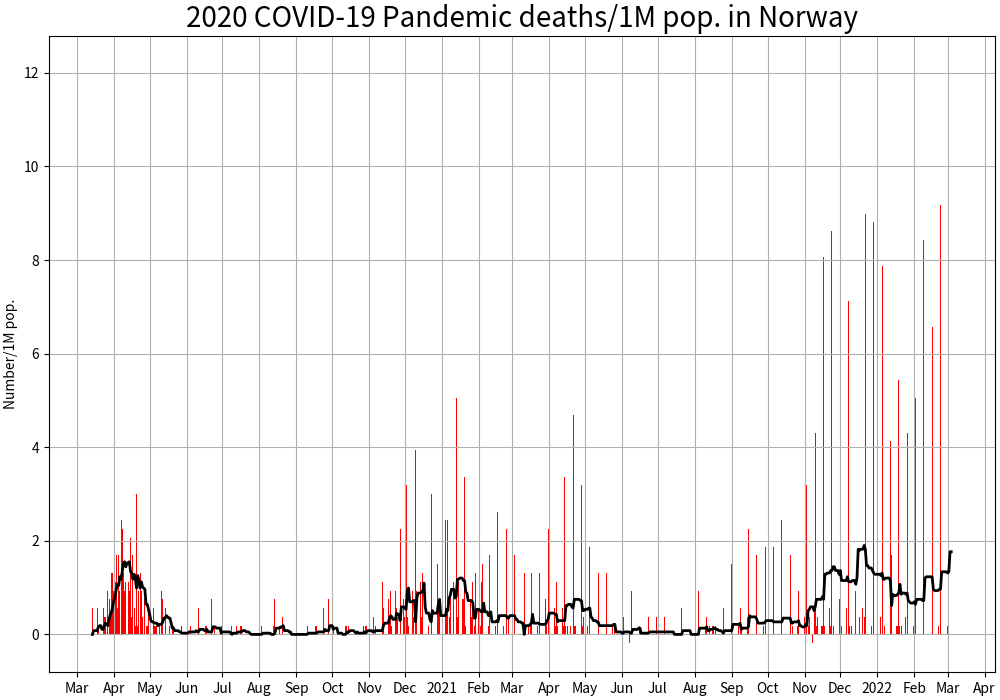 2020 COVID-19 Pandemic deaths/1M pop. in Norway
Number/1M pop.
12
10
8
6
4
2
0
Mar Apr May Jun Jul Aug Sep Oct Nov Dec 2021 Feb Mar Apr May Jun Jul Aug Sep Oct Nov Dec 2022 Feb Mar Apr